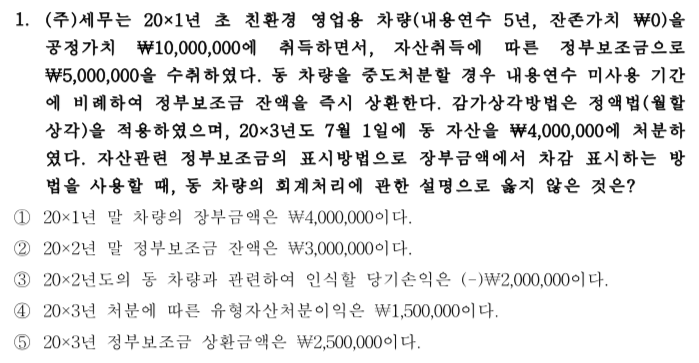 1. (주)세무는 20×1년 초 친환경 영업용 차량(내용연수 5년, 잔존가치 ₩0)을
공정가치 ₩10,000,000에 취득하면서, 자산취득에 따른 정부보조금으로
₩5,000,000을 수취하였다. 동 차량을 중도처분할 경우 내용연수 미사용 기간
에 비례하여 정부보조금 잔액을 즉시 상환한다. 감가상각방법은 정액법(월할
상각)을 적용하였으며, 20×3년도 7월 1일에 동 자산을 ₩4,000,000에 처분하
였다. 자산관련 정부보조금의 표시방법으로 장부금액에서 차감 표시하는 방
법을 사용할 때, 동 차량의 회계처리에 관한 설명으로 옳지 않은 것은?
① 20×1년 말 차량의 장부금액은 ₩4,000,000이다.
② 20×2년 말 정부보조금 잔액은 ₩3,000,000이다.
③ 20×2년도의 동 차량과 관련하여 인식할 당기손익은 (-)₩2,000,000이다.
④ 20×3년 처분에 따른 유형자산처분이익은 ₩1,500,000이다.
⑤ 20×3년 정부보조금 상환금액은 ₩2,500,000이다.